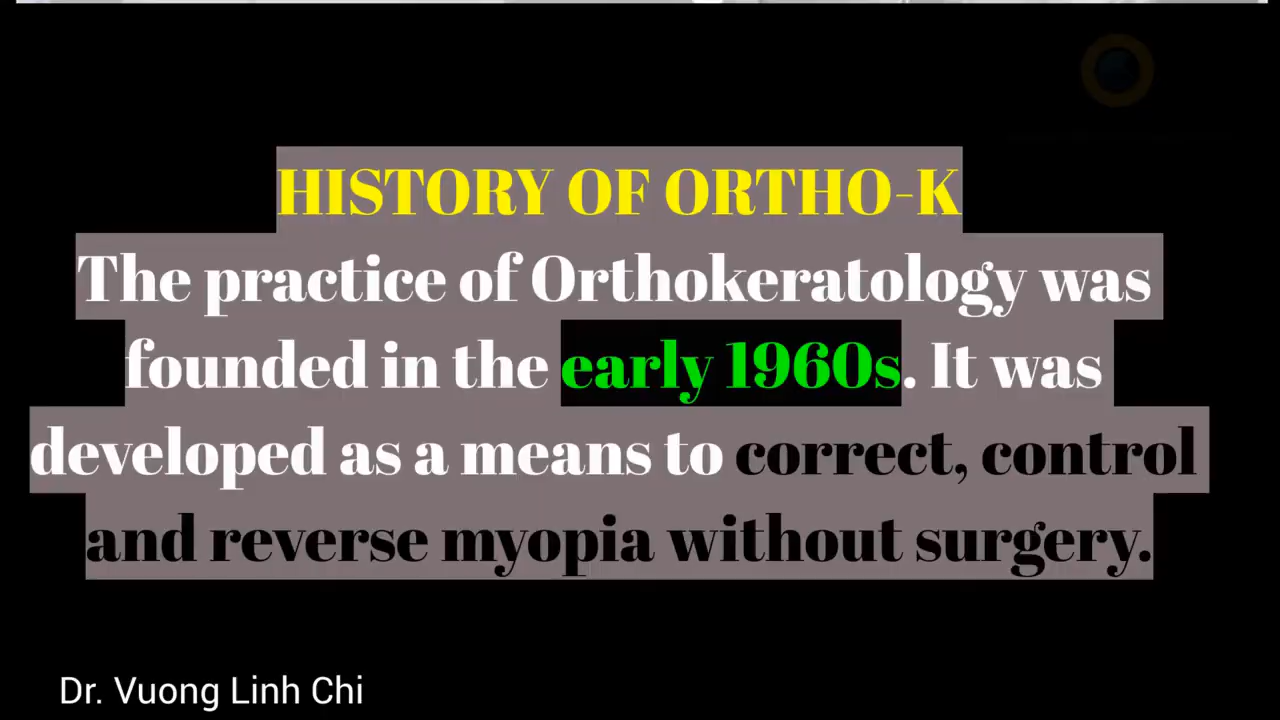 HISTORY OF ORTHO-K
The practice of Orthokeratology was
founded in the early 1960s. It was
developed as a means to correct, control
and reverse myopia without surgery.
Dr. Vuong Linh Chi